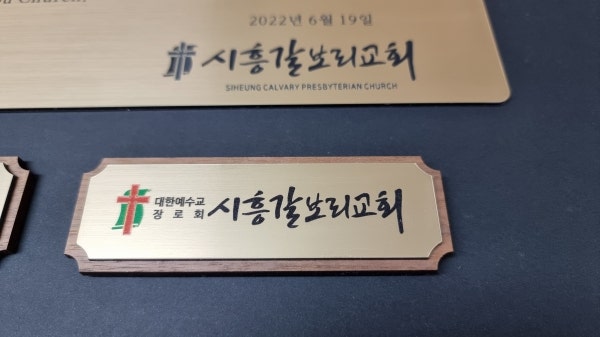 Church.
2022년 6월 19일
시흥갈보리교회
SIHEUNG CALVARY PRESBYTERIAN CHURCH
대한예수교
장로회
시흥갈보리교회